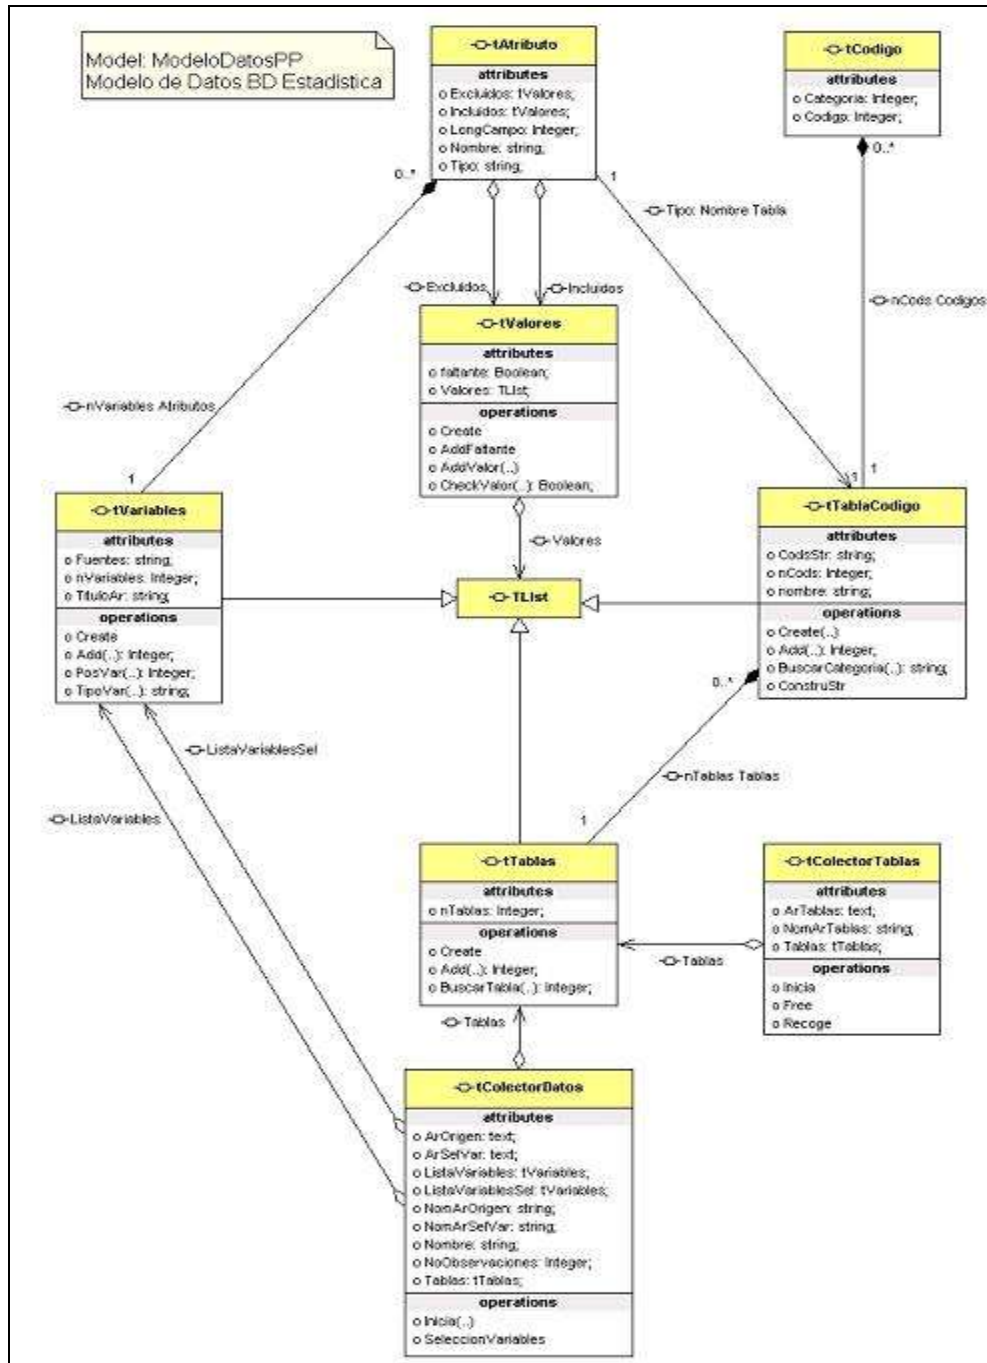 Model: ModeloDatosPP
Modelo de Datos BD Estadística
tAtributo
attributes
Excluidos: tValores;
Incluidos: tValores;
LongCampo: Integer;
Nombre: string;
Tipo: string;
tCodigo
attributes
Categoria: Integer;
Codigo: Integer;
0..*
1
0..*
Tipo: Nombre Tabla
Excluidos
Incluidos
nCods Codigos
tValores
attributes
faltante: Boolean;
Valores: TList;
operations
Create
AddFaltante
AddValor(..)
CheckValor(..): Boolean;
nVariables Atributos
1
1
1
tVariables
attributes
Fuentes: string;
nVariables: Integer;
TituloAr: string;
operations
Create
Add(..): Integer;
PosVar(..): Integer;
TipoVar(..): string;
Valores
TList
tTablaCodigo
attributes
CodsStr: string;
nCods: Integer;
nombre: string;
operations
Create(..)
Add(..): Integer;
BuscarCategoria(..): string;
ConstruStr
0..*
ListaVariablesSel
nTablas Tablas
ListaVariables
1
tTablas
attributes
nTablas: Integer;
operations
Create
Add(..): Integer;
BuscarTabla(..): Integer;
tColectorTablas
attributes
ArTablas: text;
NomArTablas: string;
Tablas: tTablas;
operations
Inicia
Free
Recoge
Tablas
Tablas
tColectorDatos
attributes
ArOrigen: text;
ArSelVar: text;
ListaVariables: tVariables;
ListaVariablesSel: tVariables;
NomArOrigen: string;
NomArSelVar: string;
Nombre: string;
NoObservaciones: Integer;
Tablas: tTablas;
operations
Inicia(..)
SeleccionVariables